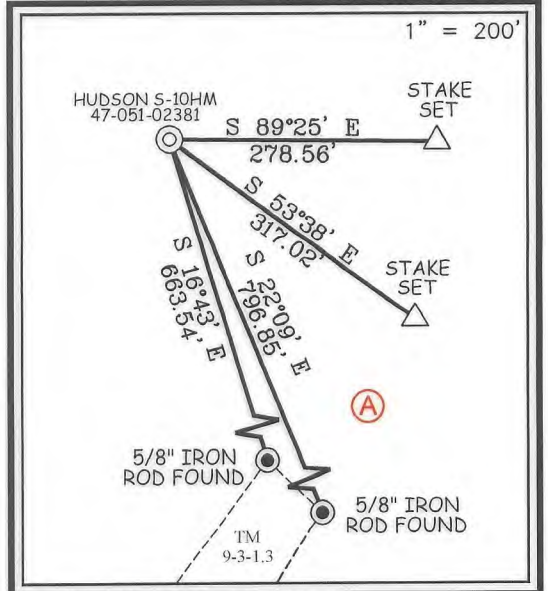 1" = 200'
HUDSON S-10HM
47-051-02381
STAKE
SET
S 89°25' E
278.56'
S 53°38' E
317.02'
STAKE
SET
S 22°09' E
796.85'
S 16°43' E
663.54'
A
5/8" IRON
ROD FOUND
5/8" IRON
ROD FOUND
TM
9-3-1.3